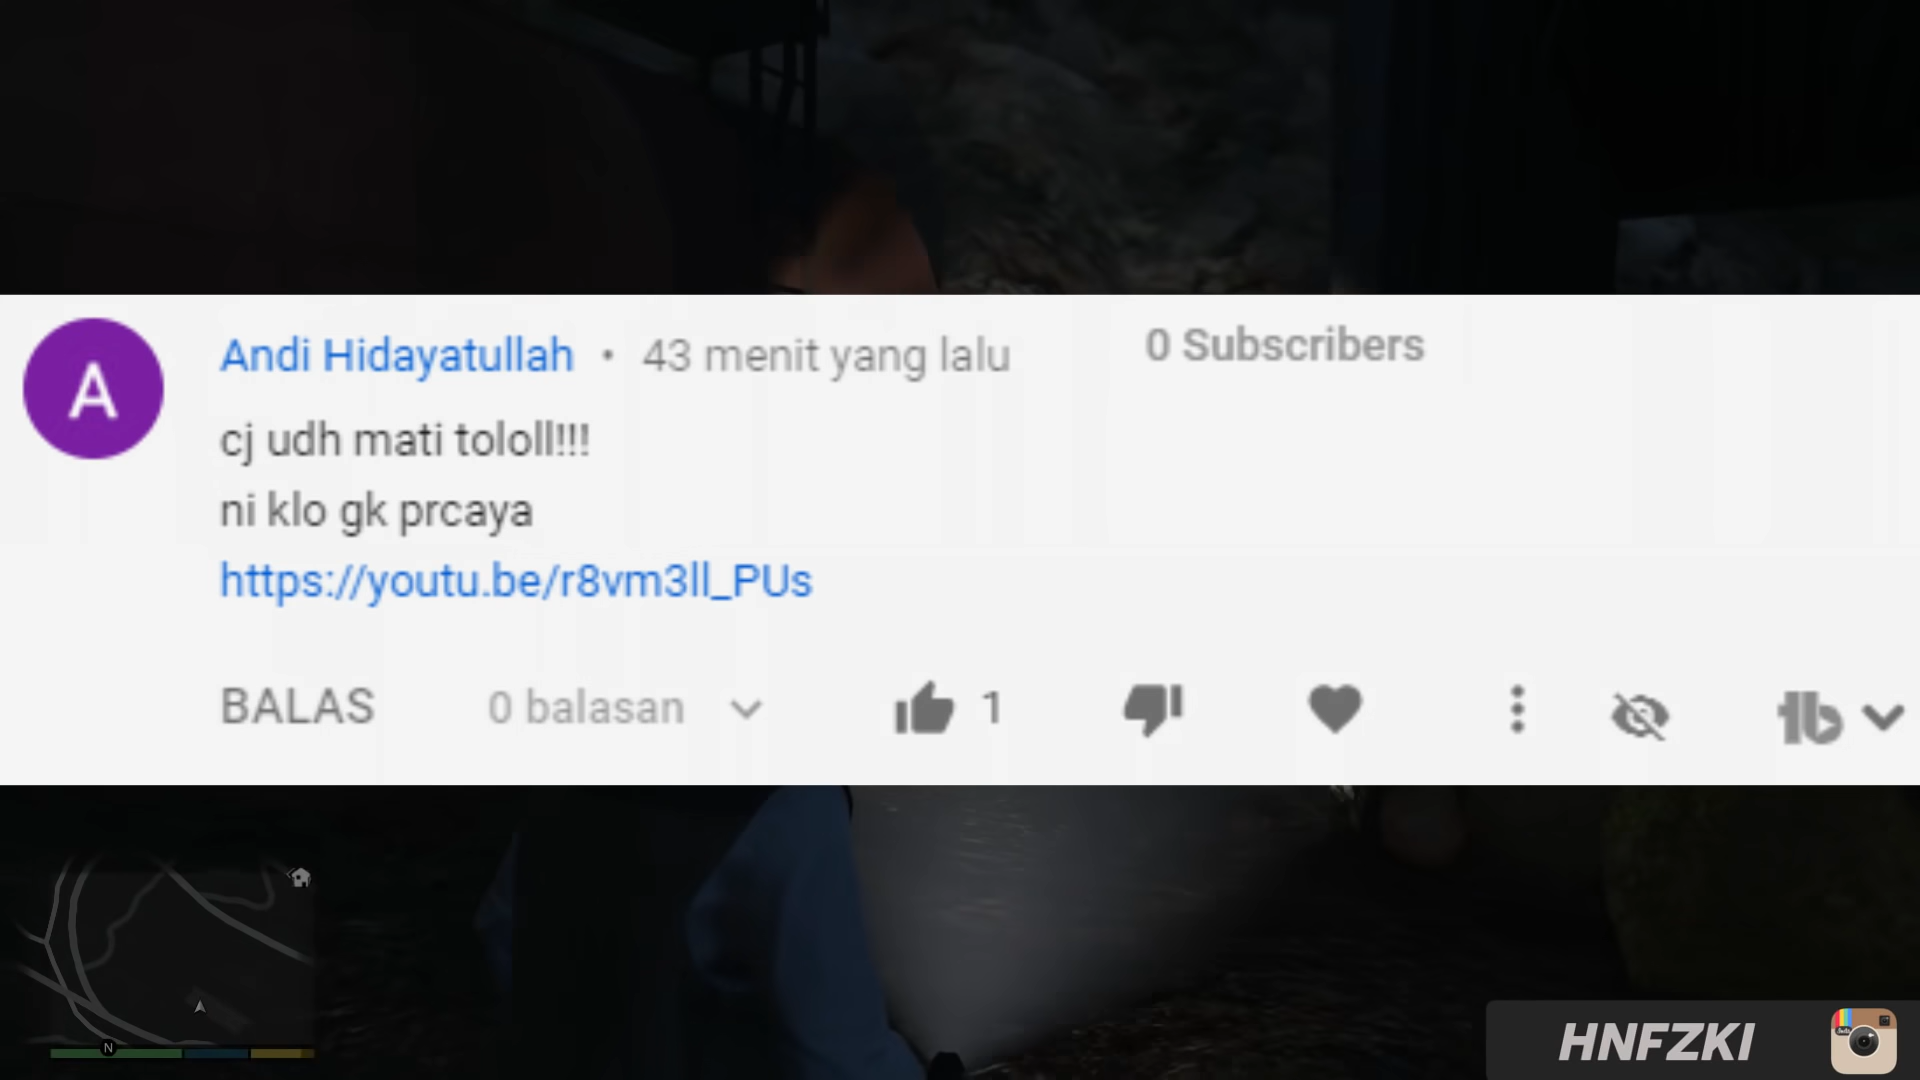 A
Andi Hidayatullah • 43 menit yang lalu 0 Subscribers
cj udh mati tololl!!!
ni klo gk prcaya
https://youtu.be/r8vm3ll_PUs
BALAS 0 balasan 1
N
HNFZKI